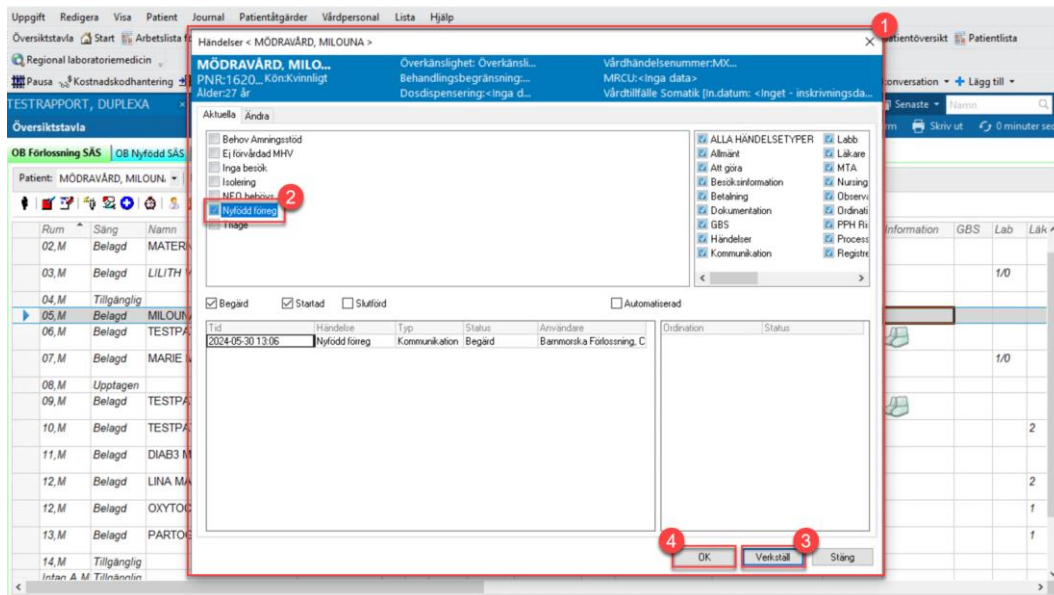 Uppgift Redigera Visa Patient Journal Patientåtgärder Vårdpersonal Lista Hjälp
Översiktstavla Start Arbetslista f Patientöversikt Patientlista
Regional laboratoriemedicin
Pausa Kostnadskodhantering Conversation Lägg till
TESTRAPPORT, DUPLEXA × Senaste Namn
Översiktstavla Skriv ut 0 minuter sed
OB Förlossning SÄS OB Nyfödd SÄS
Patient: MÖDRAVÅRD, MILOUN.
Rum Säng Namn Information GBS Lab Läk
02,M Belagd MATERN
03,M Belagd LILITH 1/0
04,M Tillgänglig
05,M Belagd MILOUN
06,M Belagd TESTPA
07,M Belagd MARIE 1/0
08,M Upptagen
09,M Belagd TESTPA
10,M Belagd TESTPA 2
11,M Belagd DIAB3 M
12,M Belagd LINA MA 2
12,M Belagd OXYTOC 1
13,M Belagd PARTOG 1
14,M Tillgänglig
Intag A,M Tillgänglig
1
Händelser < MÖDRAVÅRD, MILOUNA >
MÖDRAVÅRD, MILO... Överkänslighet: Överkänsli... Vårdhändelsenummer:MX...
PNR:1620... Kön:Kvinnligt Behandlingsbegränsning:... MRCU:<Inga data>
Ålder:27 år Dosdispensering:<Inga d... Vårdtillfälle Somatik [In.datum: <Inget - inskrivningsda...
Aktuella Ändra
Behov Amningsstöd
Ej förvårdad MHV
Inga besök
Isolering
NEO behövs
2
Nyfödd förreg
Triage
ALLA HÄNDELSETYPER Labb
Allmänt Läkare
Att göra MTA
Besöksinformation Nursing
Betalning Observa
Dokumentation Ordinati
GBS PPH Ri
Händelser Process
Kommunikation Registre
Begärd Startad Slutförd Automatiserad
Tid Händelse Typ Status Användare Ordination Status
2024-05-30 13:06 Nyfödd förreg Kommunikation Begärd Barnmorska Förlossning, C
4 3
OK Verkställ Stäng